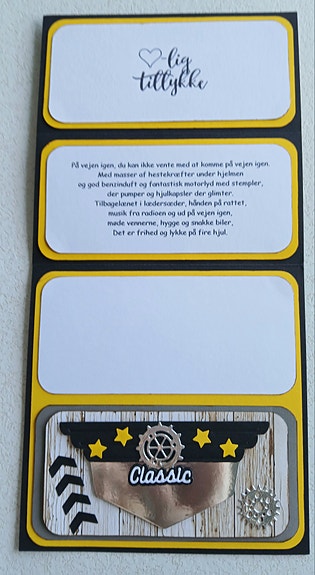 -lig
tillykke
På vejen igen, du kan ikke vente med at komme på vejen igen.
Med masser af hestekræfter under hjelmen
og god benzinduft og fantastisk motorlyd med stempler,
der pumper og hjulkapsler der glimter.
Tilbagelænet i lædersæder, hånden på rattet,
musik fra radioen og ud på vejen igen,
møde vennerne, hygge og snakke biler,
Det er frihed og lykke på fire hjul.
Classic